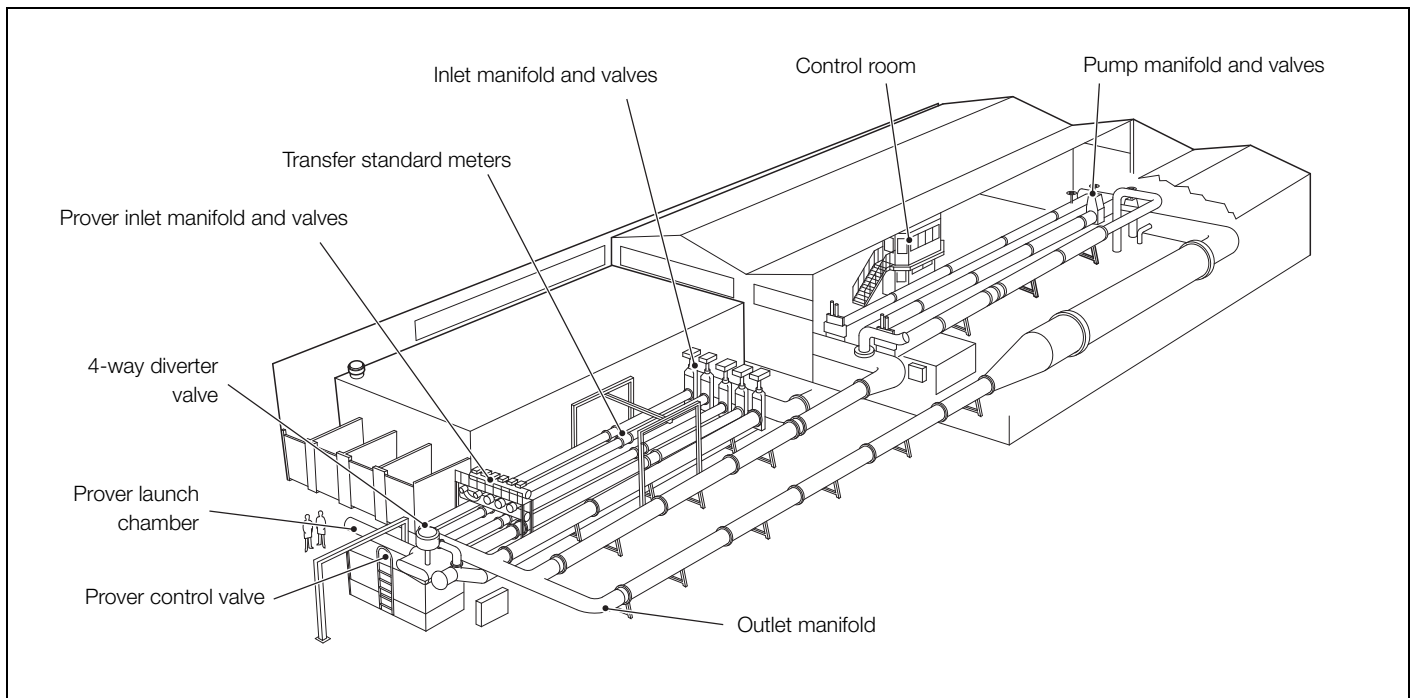 Inlet manifold and valves
Control room
Pump manifold and valves
Transfer standard meters
Prover inlet manifold and valves
4-way diverter
valve
Prover launch
chamber
Prover control valve
Outlet manifold